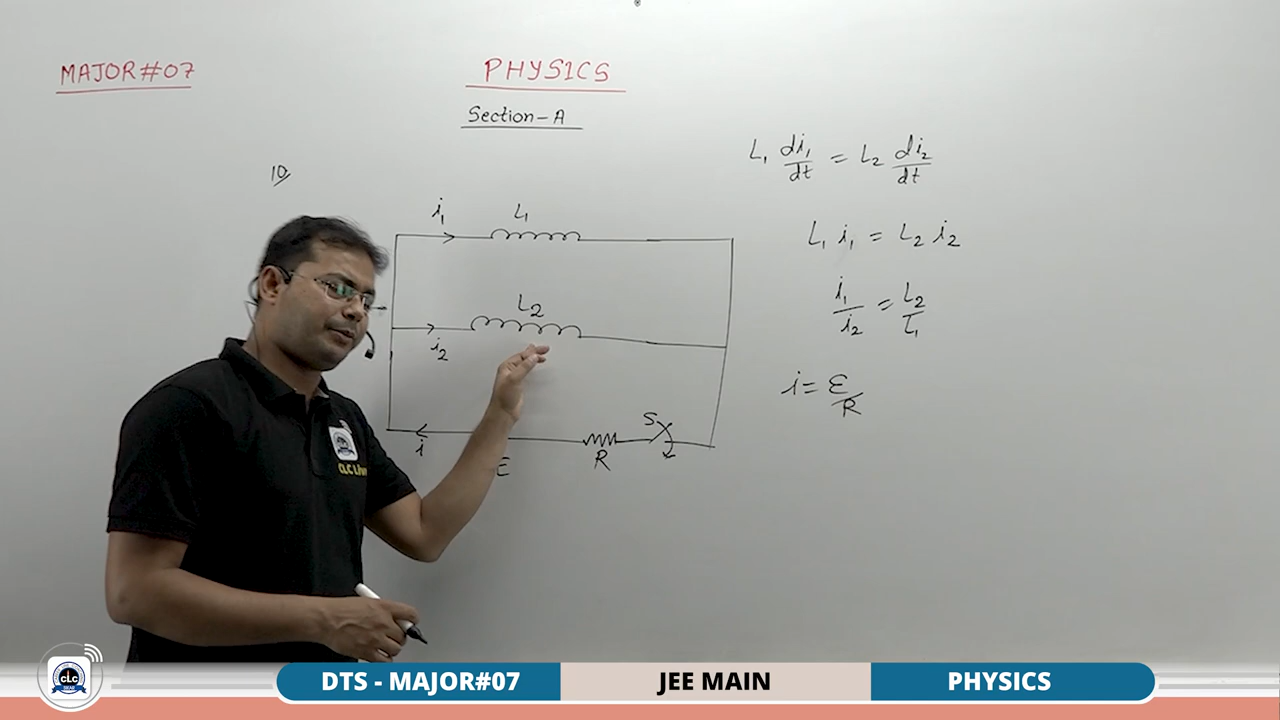 MAJOR#07
PHYSICS
Section-A
10
L₁ di₁/dt = L₂ di₂/dt
L₁ i₁ = L₂ i₂
i₁/i₂ = L₂/L₁
i = ε/R
i₁
L₁
L₂
i₂
i
E
R
S
CLC
DTS - MAJOR#07
JEE MAIN
PHYSICS